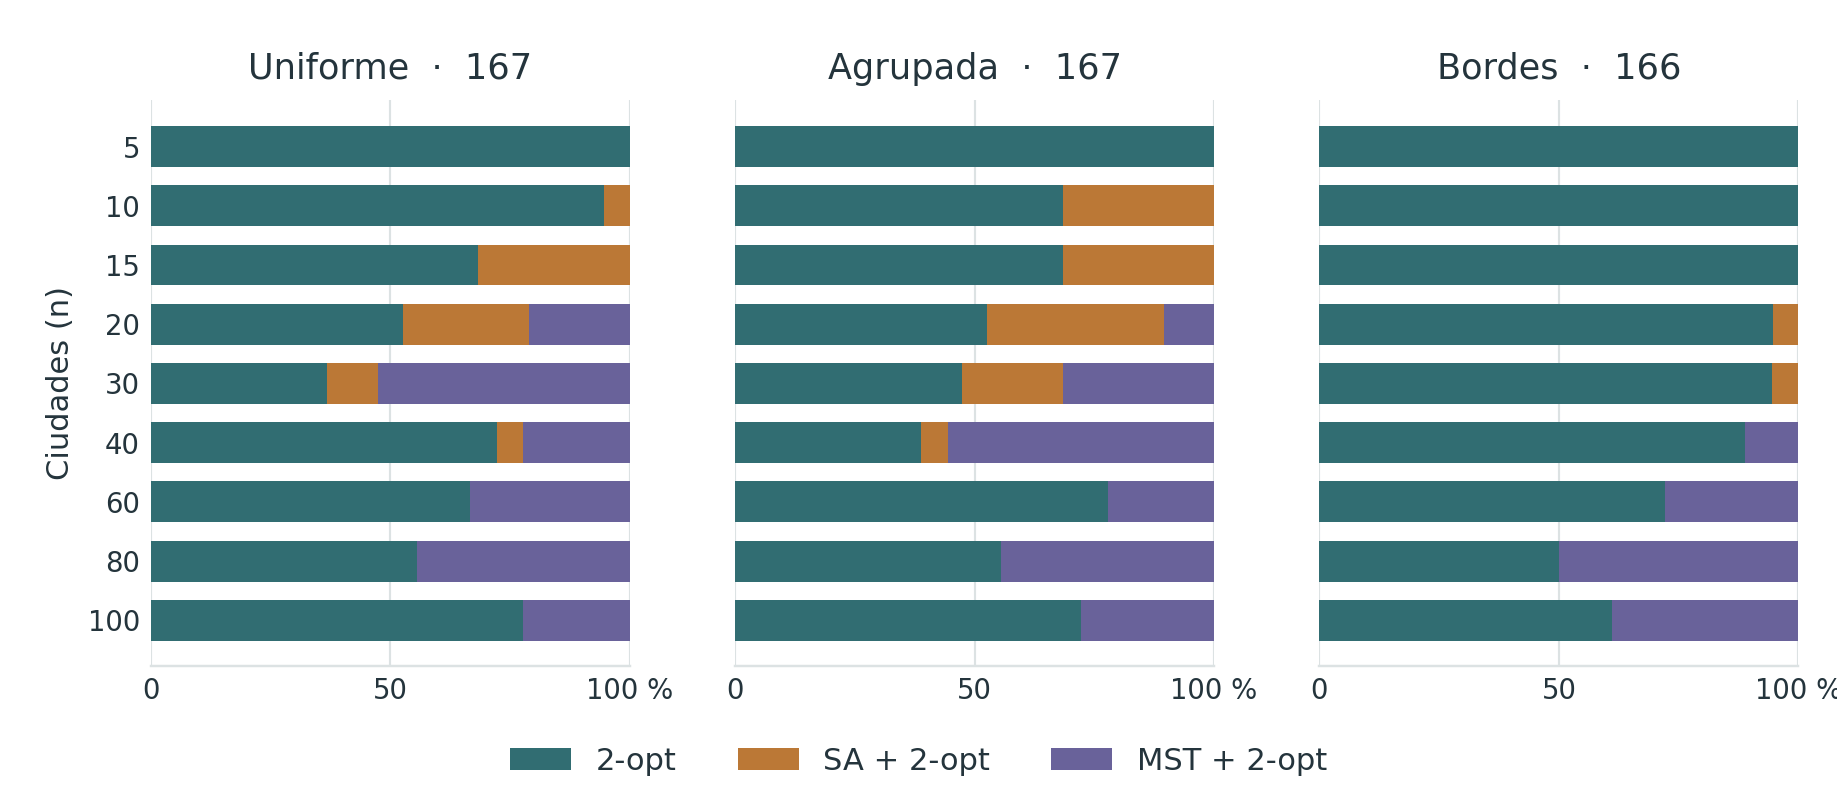 Uniforme · 167
Agrupada · 167
Bordes · 166
Ciudades (n)
5
10
15
20
30
40
60
80
100
0 50 100 %
0 50 100 %
0 50 100 %
2-opt
SA + 2-opt
MST + 2-opt